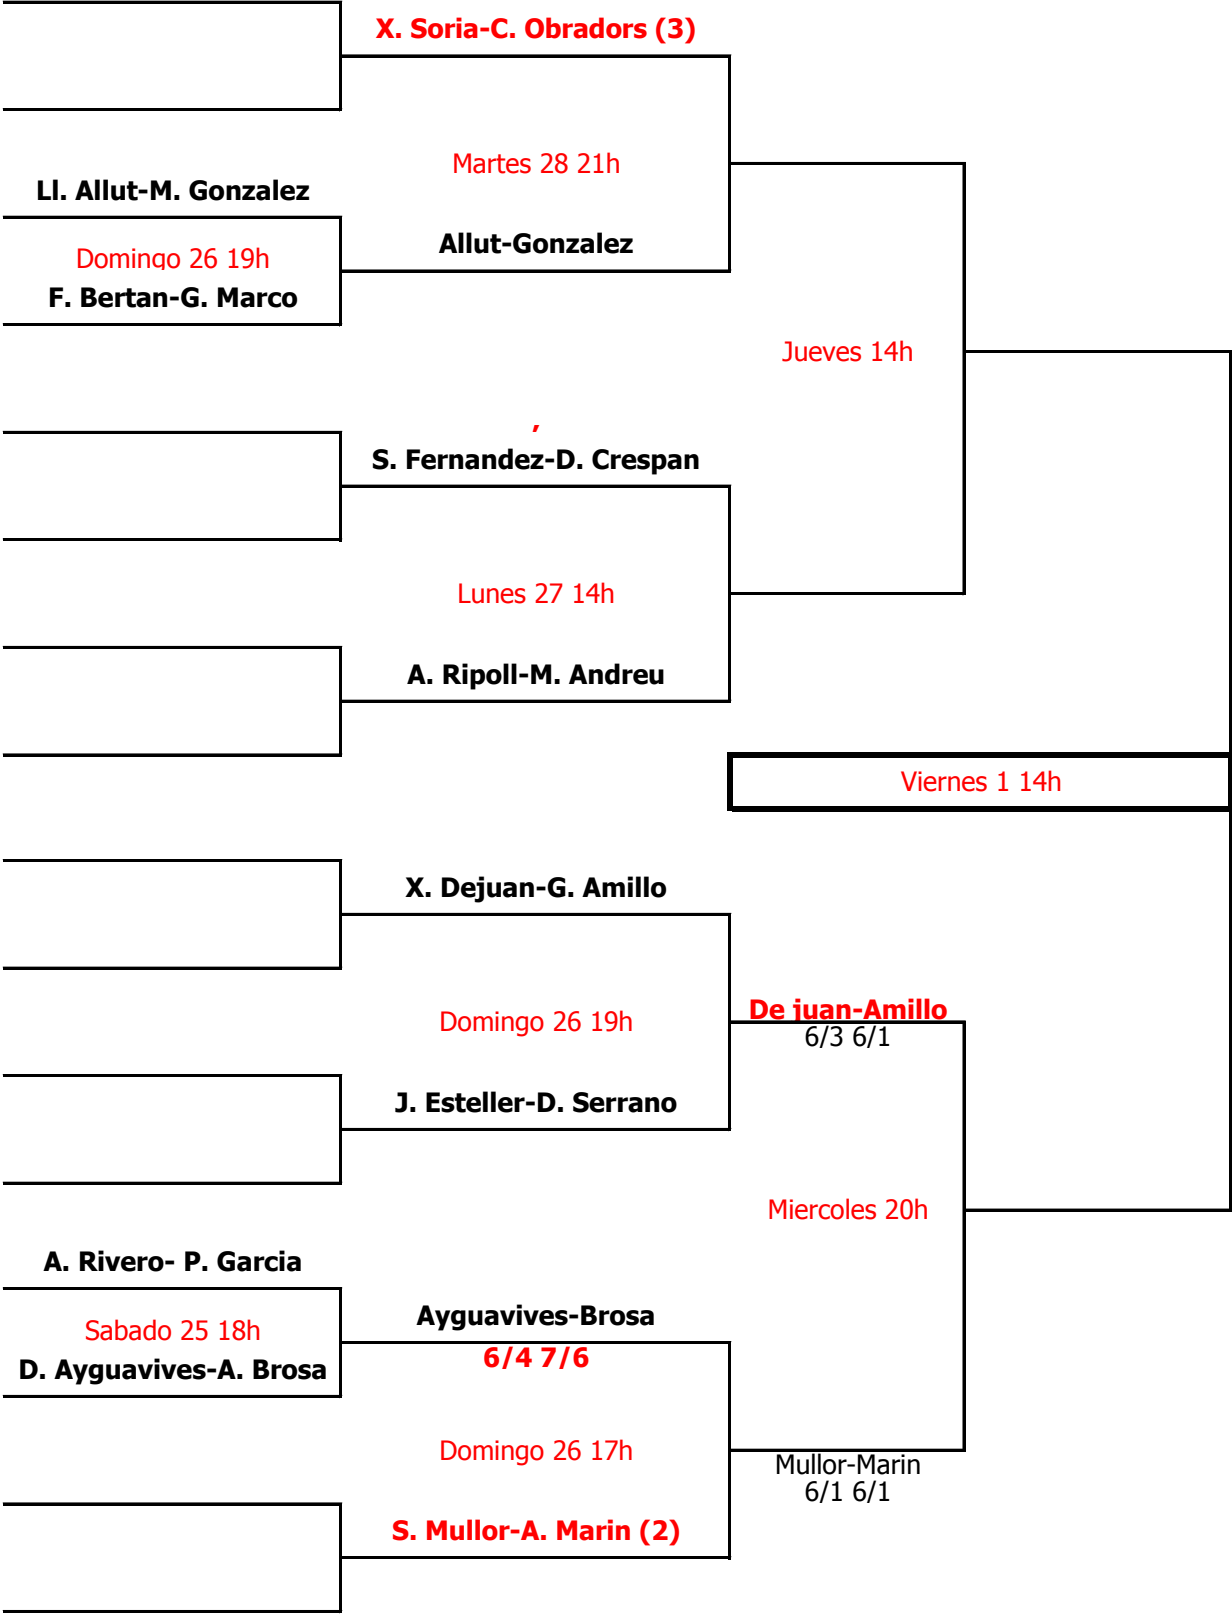 X. Soria-C. Obradors (3)
Martes 28 21h
Ll. Allut-M. Gonzalez
Allut-Gonzalez
Domingo 26 19h
F. Bertan-G. Marco
Jueves 14h
,
S. Fernandez-D. Crespan
Lunes 27 14h
A. Ripoll-M. Andreu
Viernes 1 14h
X. Dejuan-G. Amillo
De juan-Amillo
Domingo 26 19h
6/3 6/1
J. Esteller-D. Serrano
Miercoles 20h
A. Rivero- P. Garcia
Ayguavives-Brosa
Sabado 25 18h
6/4 7/6
D. Ayguavives-A. Brosa
Domingo 26 17h
Mullor-Marin
6/1 6/1
S. Mullor-A. Marin (2)